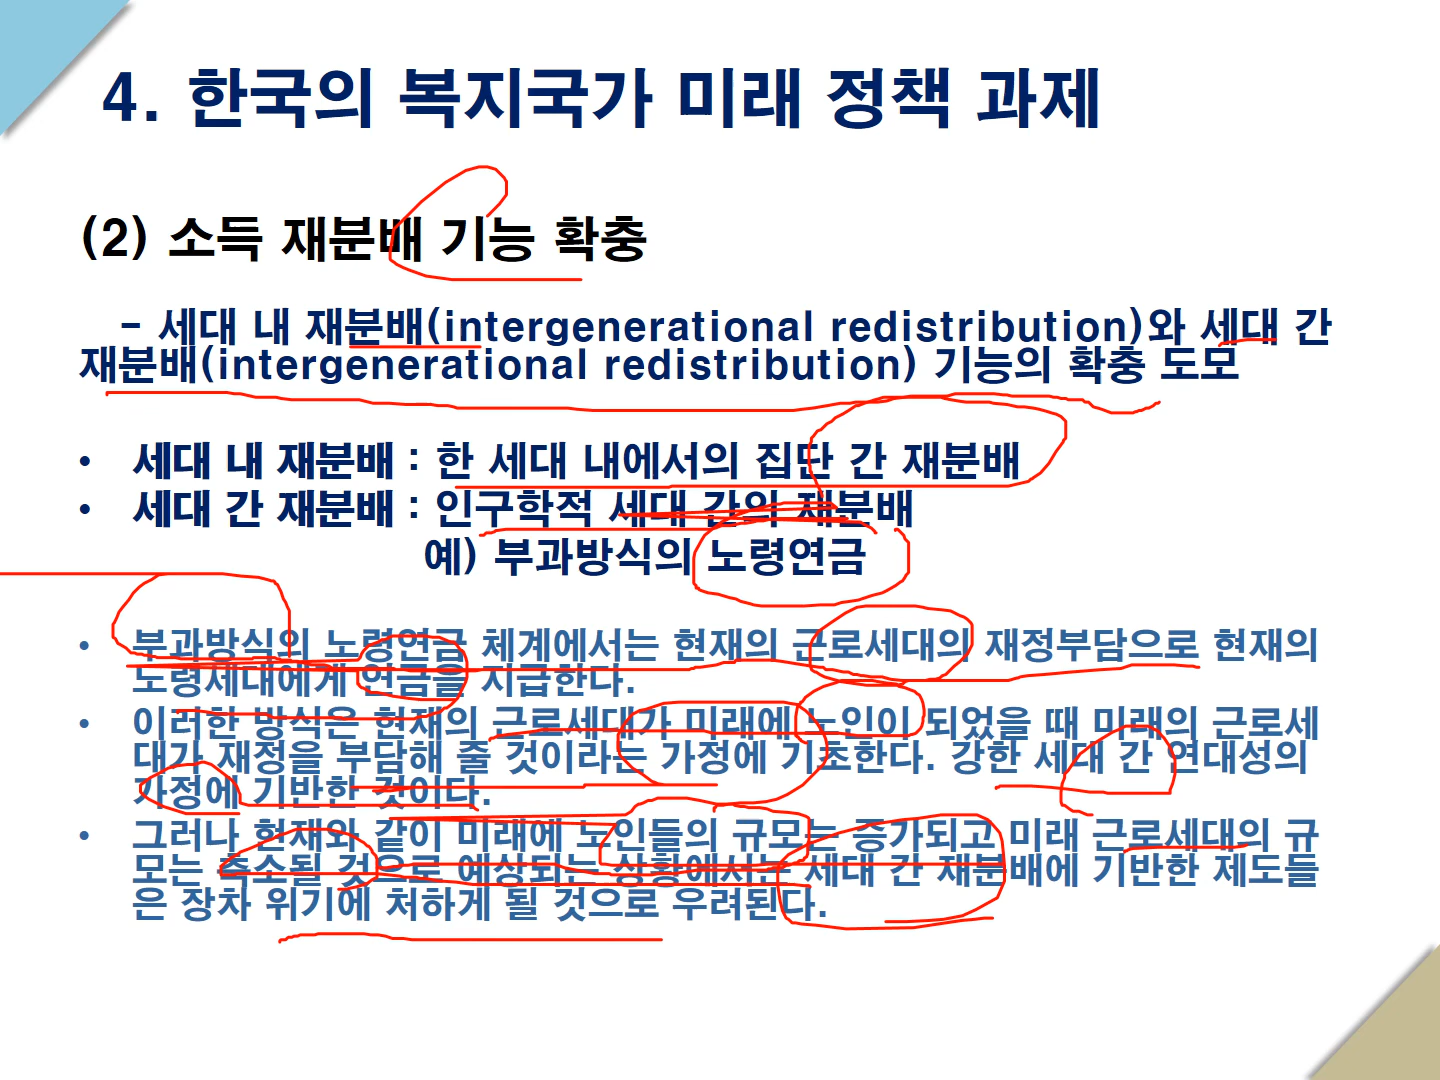 4. 한국의 복지국가 미래 정책 과제
(2) 소득 재분배 기능 확충
- 세대 내 재분배(intergenerational redistribution)와 세대 간
재분배(intergenerational redistribution) 기능의 확충 도모
• 세대 내 재분배 : 한 세대 내에서의 집단 간 재분배
• 세대 간 재분배 : 인구학적 세대 간의 재분배
예) 부과방식의 노령연금
• 부과방식의 노령연금 체계에서는 현재의 근로세대의 재정부담으로 현재의
노령세대에게 연금을 지급한다.
• 이러한 방식은 현재의 근로세대가 미래에 노인이 되었을 때 미래의 근로세
대가 재정을 부담해 줄 것이라는 가정에 기초한다. 강한 세대 간 연대성의
가정에 기반한 것이다.
• 그러나 현재와 같이 미래에 노인들의 규모는 증가되고 미래 근로세대의 규
모는 축소될 것으로 예상되는 상황에서는 세대 간 재분배에 기반한 제도들
은 장차 위기에 처하게 될 것으로 우려된다.